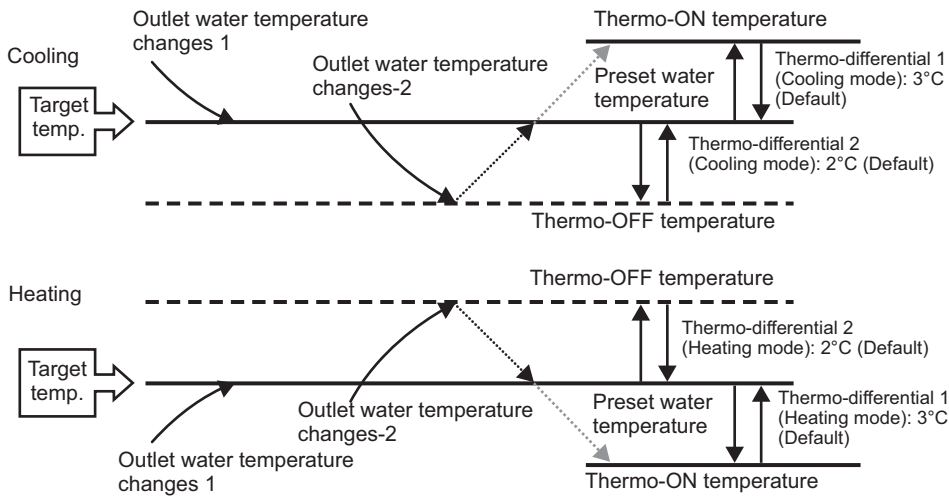 Outlet water temperature
changes 1
Thermo-ON temperature
Cooling
Outlet water temperature
changes-2
Preset water
temperature
Thermo-differential 1
(Cooling mode): 3°C
(Default)
Target
temp.
Thermo-differential 2
(Cooling mode): 2°C (Default)
Thermo-OFF temperature
Heating
Thermo-OFF temperature
Thermo-differential 2
(Heating mode): 2°C (Default)
Target
temp.
Outlet water temperature
changes-2
Preset water
temperature
Thermo-differential 1
(Heating mode): 3°C
(Default)
Outlet water temperature
changes 1
Thermo-ON temperature